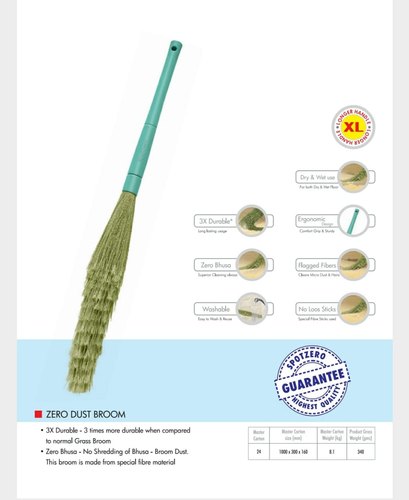 LONGER HANDLE • LONGER HANDLE •
XL
Dry & Wet use
For both Dry & Wet Floor
3X Durable*
Long lasting usage
Ergonomic
Design
Comfort Grip & Sturdy
Zero Bhusa
Superior Cleaning always
Flagged Fibers
Cleans Micro Dust & Hairs
Washable
Easy to Wash & Reuse
No Loos Sticks
Special Fibre Sticks used
SPOTZERO
GUARANTEE
HIGHEST QUALITY*
ZERO DUST BROOM
• 3X Durable - 3 times more durable when compared
to normal Grass Broom
• Zero Bhusa - No Shredding of Bhusa - Broom Dust.
This broom is made from special fibre material
Master Carton | Master Carton size (mm) | Master Carton Weight (kg) | Product Gross Weight (gms)
24 | 1000 x 300 x 160 | 8.1 | 340